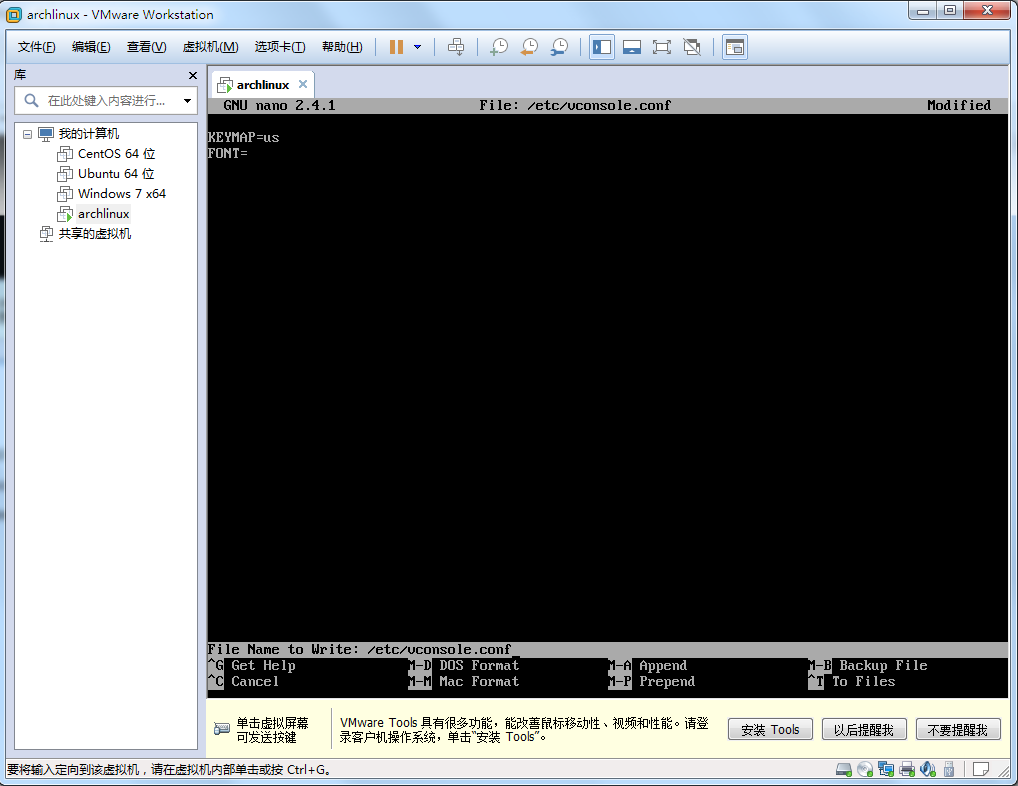 archlinux - VMware Workstation
文件(F) 编辑(E) 查看(V) 虚拟机(M) 选项卡(T) 帮助(H)
库
在此处键入内容进行...
我的计算机
CentOS 64 位
Ubuntu 64 位
Windows 7 x64
archlinux
共享的虚拟机
archlinux
GNU nano 2.4.1 File: /etc/vconsole.conf Modified
KEYMAP=us
FONT=
File Name to Write: /etc/vconsole.conf
^G Get Help M-D DOS Format M-A Append M-B Backup File
^C Cancel M-M Mac Format M-P Prepend ^T To Files
单击虚拟屏幕
可发送按键
VMware Tools 具有很多功能，能改善鼠标移动性、视频和性能。请登
录客户机操作系统，单击“安装 Tools”。
安装 Tools 以后提醒我 不要提醒我
要将输入定向到该虚拟机，请在虚拟机内部单击或按 Ctrl+G。